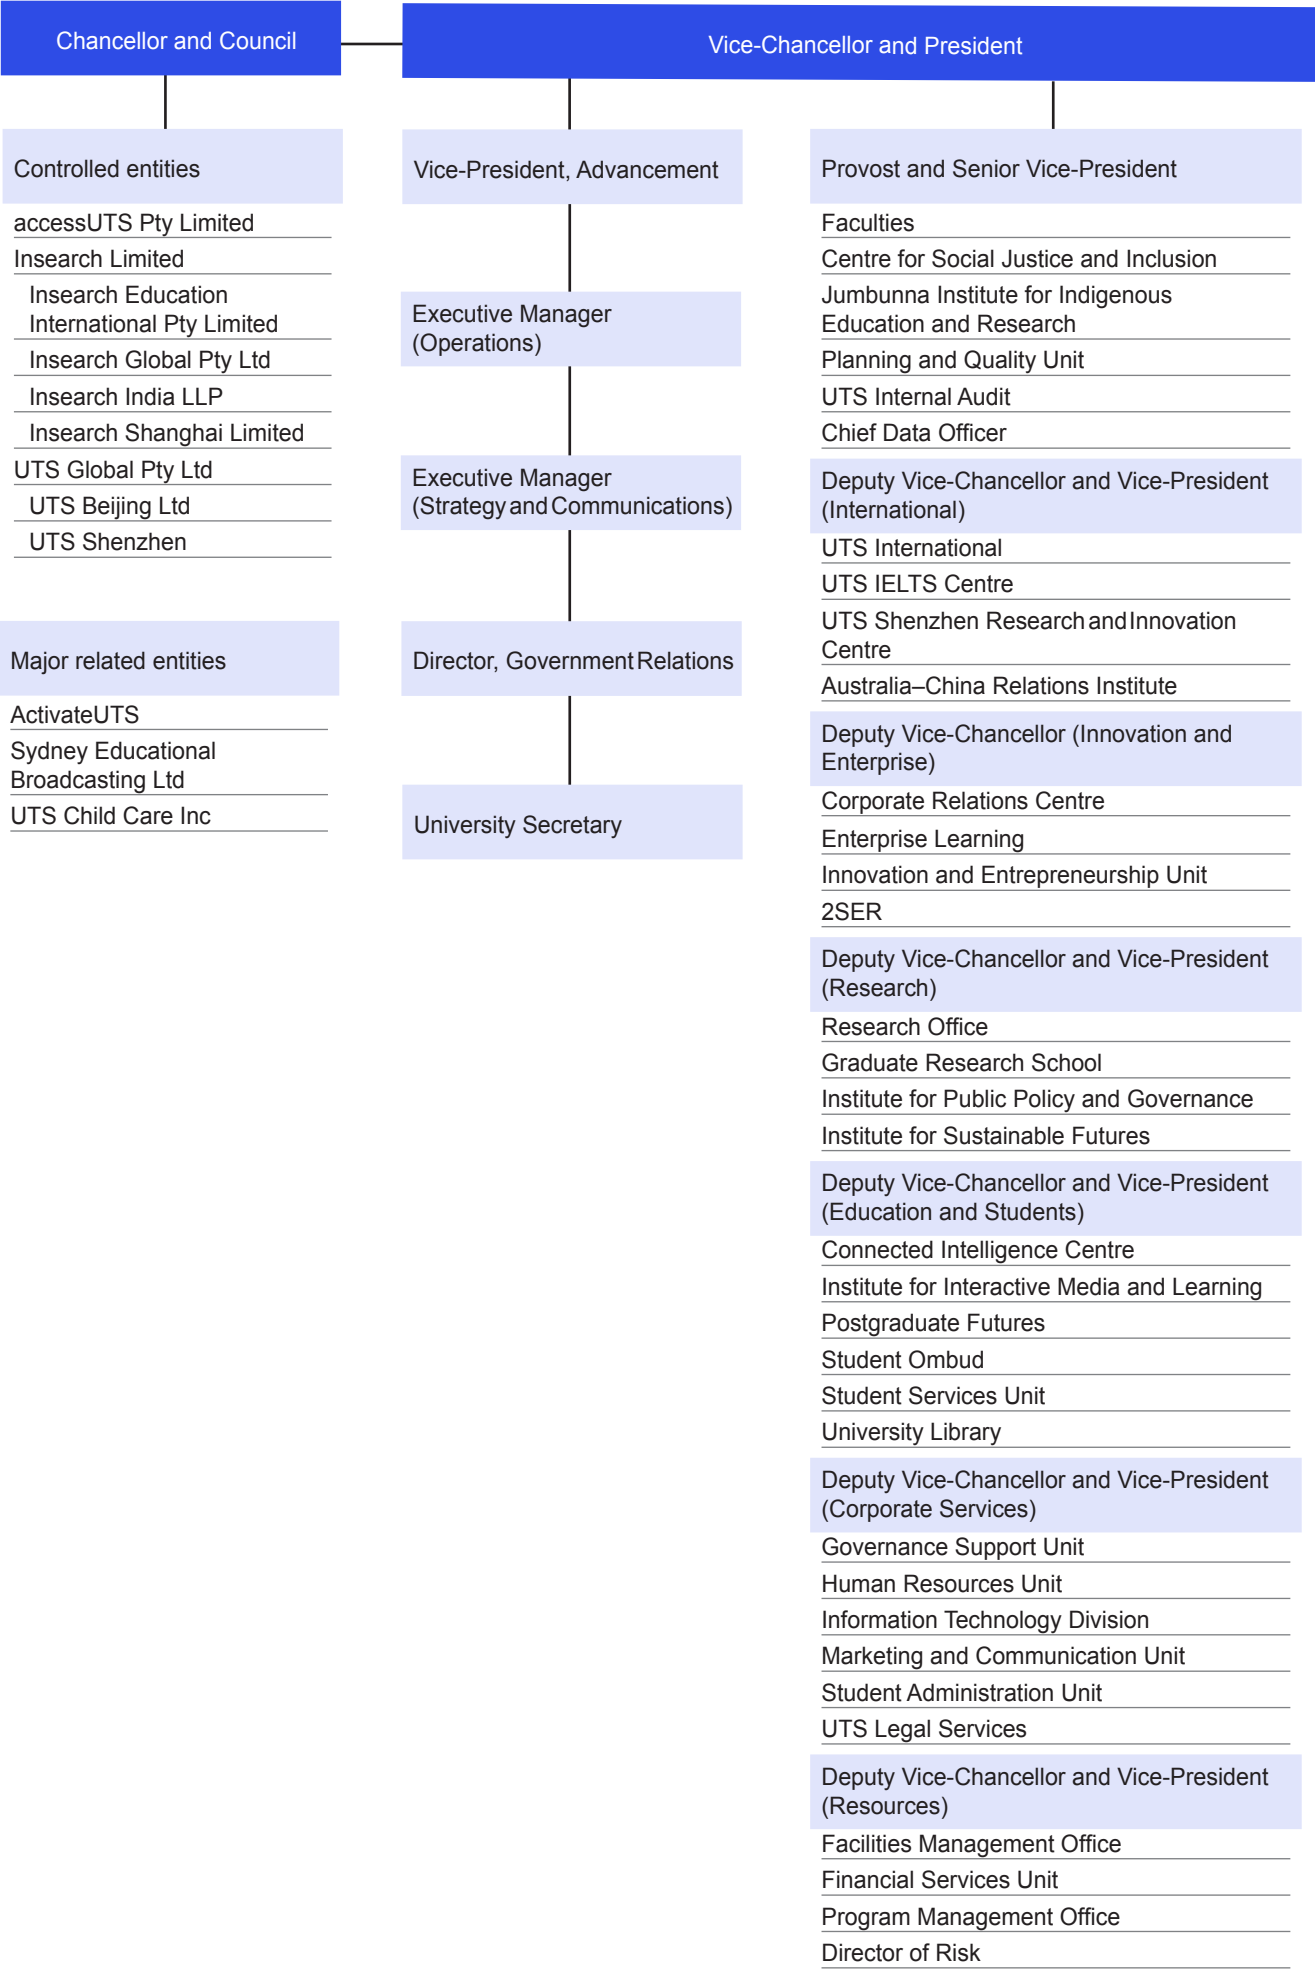 Chancellor and Council
Vice-Chancellor and President
Controlled entities
accessUTS Pty Limited
Insearch Limited
Insearch Education
International Pty Limited
Insearch Global Pty Ltd
Insearch India LLP
Insearch Shanghai Limited
UTS Global Pty Ltd
UTS Beijing Ltd
UTS Shenzhen
Major related entities
ActivateUTS
Sydney Educational
Broadcasting Ltd
UTS Child Care Inc
Vice-President, Advancement
Executive Manager
(Operations)
Executive Manager
(Strategy and Communications)
Director, Government Relations
University Secretary
Provost and Senior Vice-President
Faculties
Centre for Social Justice and Inclusion
Jumbunna Institute for Indigenous
Education and Research
Planning and Quality Unit
UTS Internal Audit
Chief Data Officer
Deputy Vice-Chancellor and Vice-President
(International)
UTS International
UTS IELTS Centre
UTS Shenzhen Research and Innovation
Centre
Australia–China Relations Institute
Deputy Vice-Chancellor (Innovation and
Enterprise)
Corporate Relations Centre
Enterprise Learning
Innovation and Entrepreneurship Unit
2SER
Deputy Vice-Chancellor and Vice-President
(Research)
Research Office
Graduate Research School
Institute for Public Policy and Governance
Institute for Sustainable Futures
Deputy Vice-Chancellor and Vice-President
(Education and Students)
Connected Intelligence Centre
Institute for Interactive Media and Learning
Postgraduate Futures
Student Ombud
Student Services Unit
University Library
Deputy Vice-Chancellor and Vice-President
(Corporate Services)
Governance Support Unit
Human Resources Unit
Information Technology Division
Marketing and Communication Unit
Student Administration Unit
UTS Legal Services
Deputy Vice-Chancellor and Vice-President
(Resources)
Facilities Management Office
Financial Services Unit
Program Management Office
Director of Risk